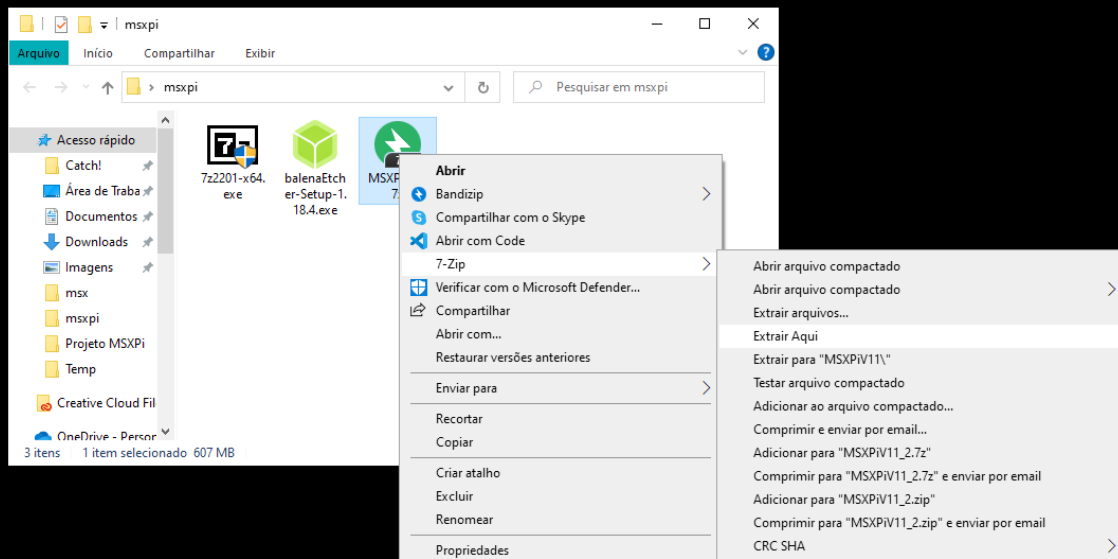 msxpi
Arquivo
Início
Compartilhar
Exibir
msxpi
Pesquisar em msxpi
Acesso rápido
Catch!
Área de Traba
Documentos
Downloads
Imagens
msx
msxpi
Projeto MSXPi
Temp
Creative Cloud Fil
OneDrive - Person
7z2201-x64.
exe
balenaEtch
er-Setup-1.
18.4.exe
MSXP
7
3 itens
1 item selecionado 607 MB
Abrir
Bandizip
Compartilhar com o Skype
Abrir com Code
7-Zip
Verificar com o Microsoft Defender...
Compartilhar
Abrir com...
Restaurar versões anteriores
Enviar para
Recortar
Copiar
Criar atalho
Excluir
Renomear
Propriedades
Abrir arquivo compactado
Abrir arquivo compactado
Extrair arquivos...
Extrair Aqui
Extrair para "MSXPiV11\"
Testar arquivo compactado
Adicionar ao arquivo compactado...
Comprimir e enviar por email...
Adicionar para "MSXPiV11_2.7z"
Comprimir para "MSXPiV11_2.7z" e enviar por email
Adicionar para "MSXPiV11_2.zip"
Comprimir para "MSXPiV11_2.zip" e enviar por email
CRC SHA